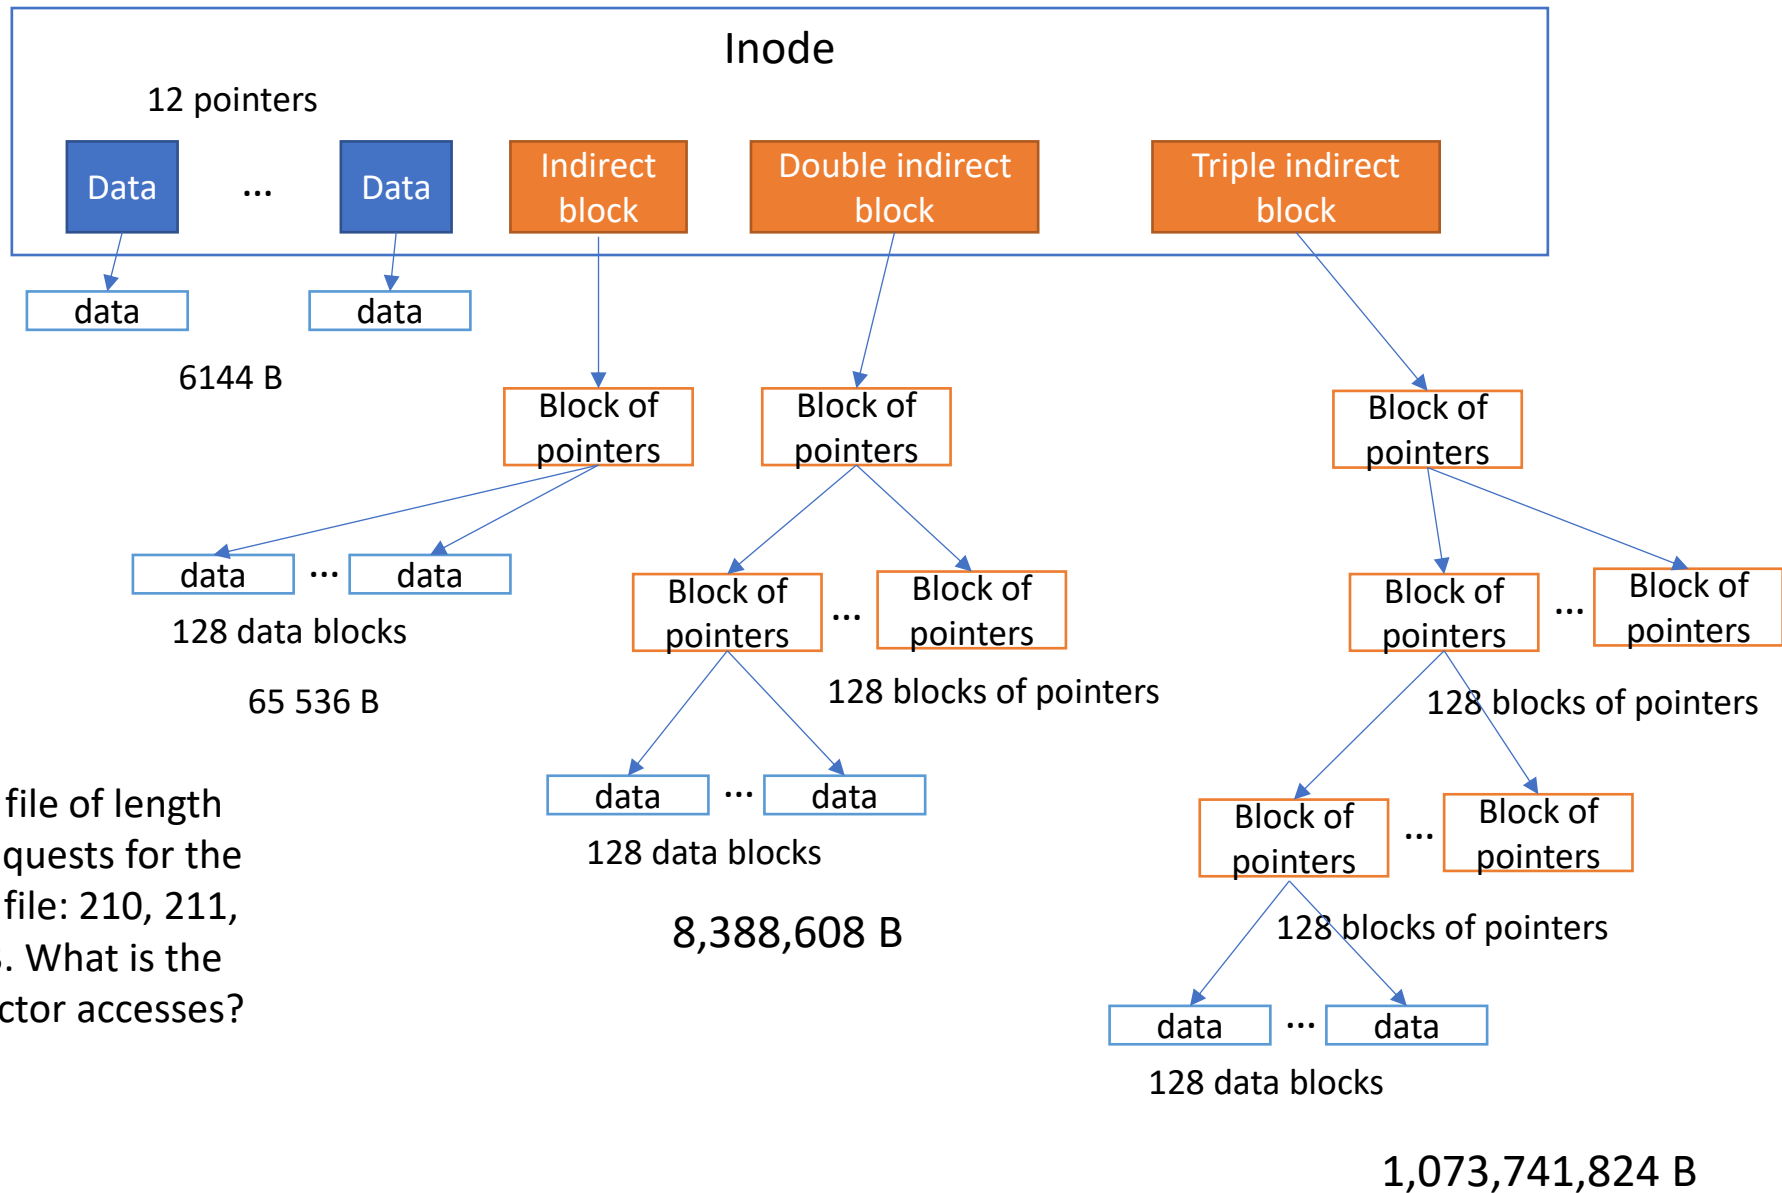 Inode
12 pointers
Data ... Data
Indirect
block
Double indirect
block
Triple indirect
block
data
data
6144 B
Block of
pointers
Block of
pointers
Block of
pointers
data ... data
128 data blocks
65 536 B
Block of
pointers
...
Block of
pointers
128 blocks of pointers
data ... data
128 data blocks
8,388,608 B
Block of
pointers
...
Block of
pointers
128 blocks of pointers
Block of
pointers
...
Block of
pointers
128 blocks of pointers
data ... data
128 data blocks
1,073,741,824 B
file of length
quests for the
file: 210, 211,
. What is the
ctor accesses?